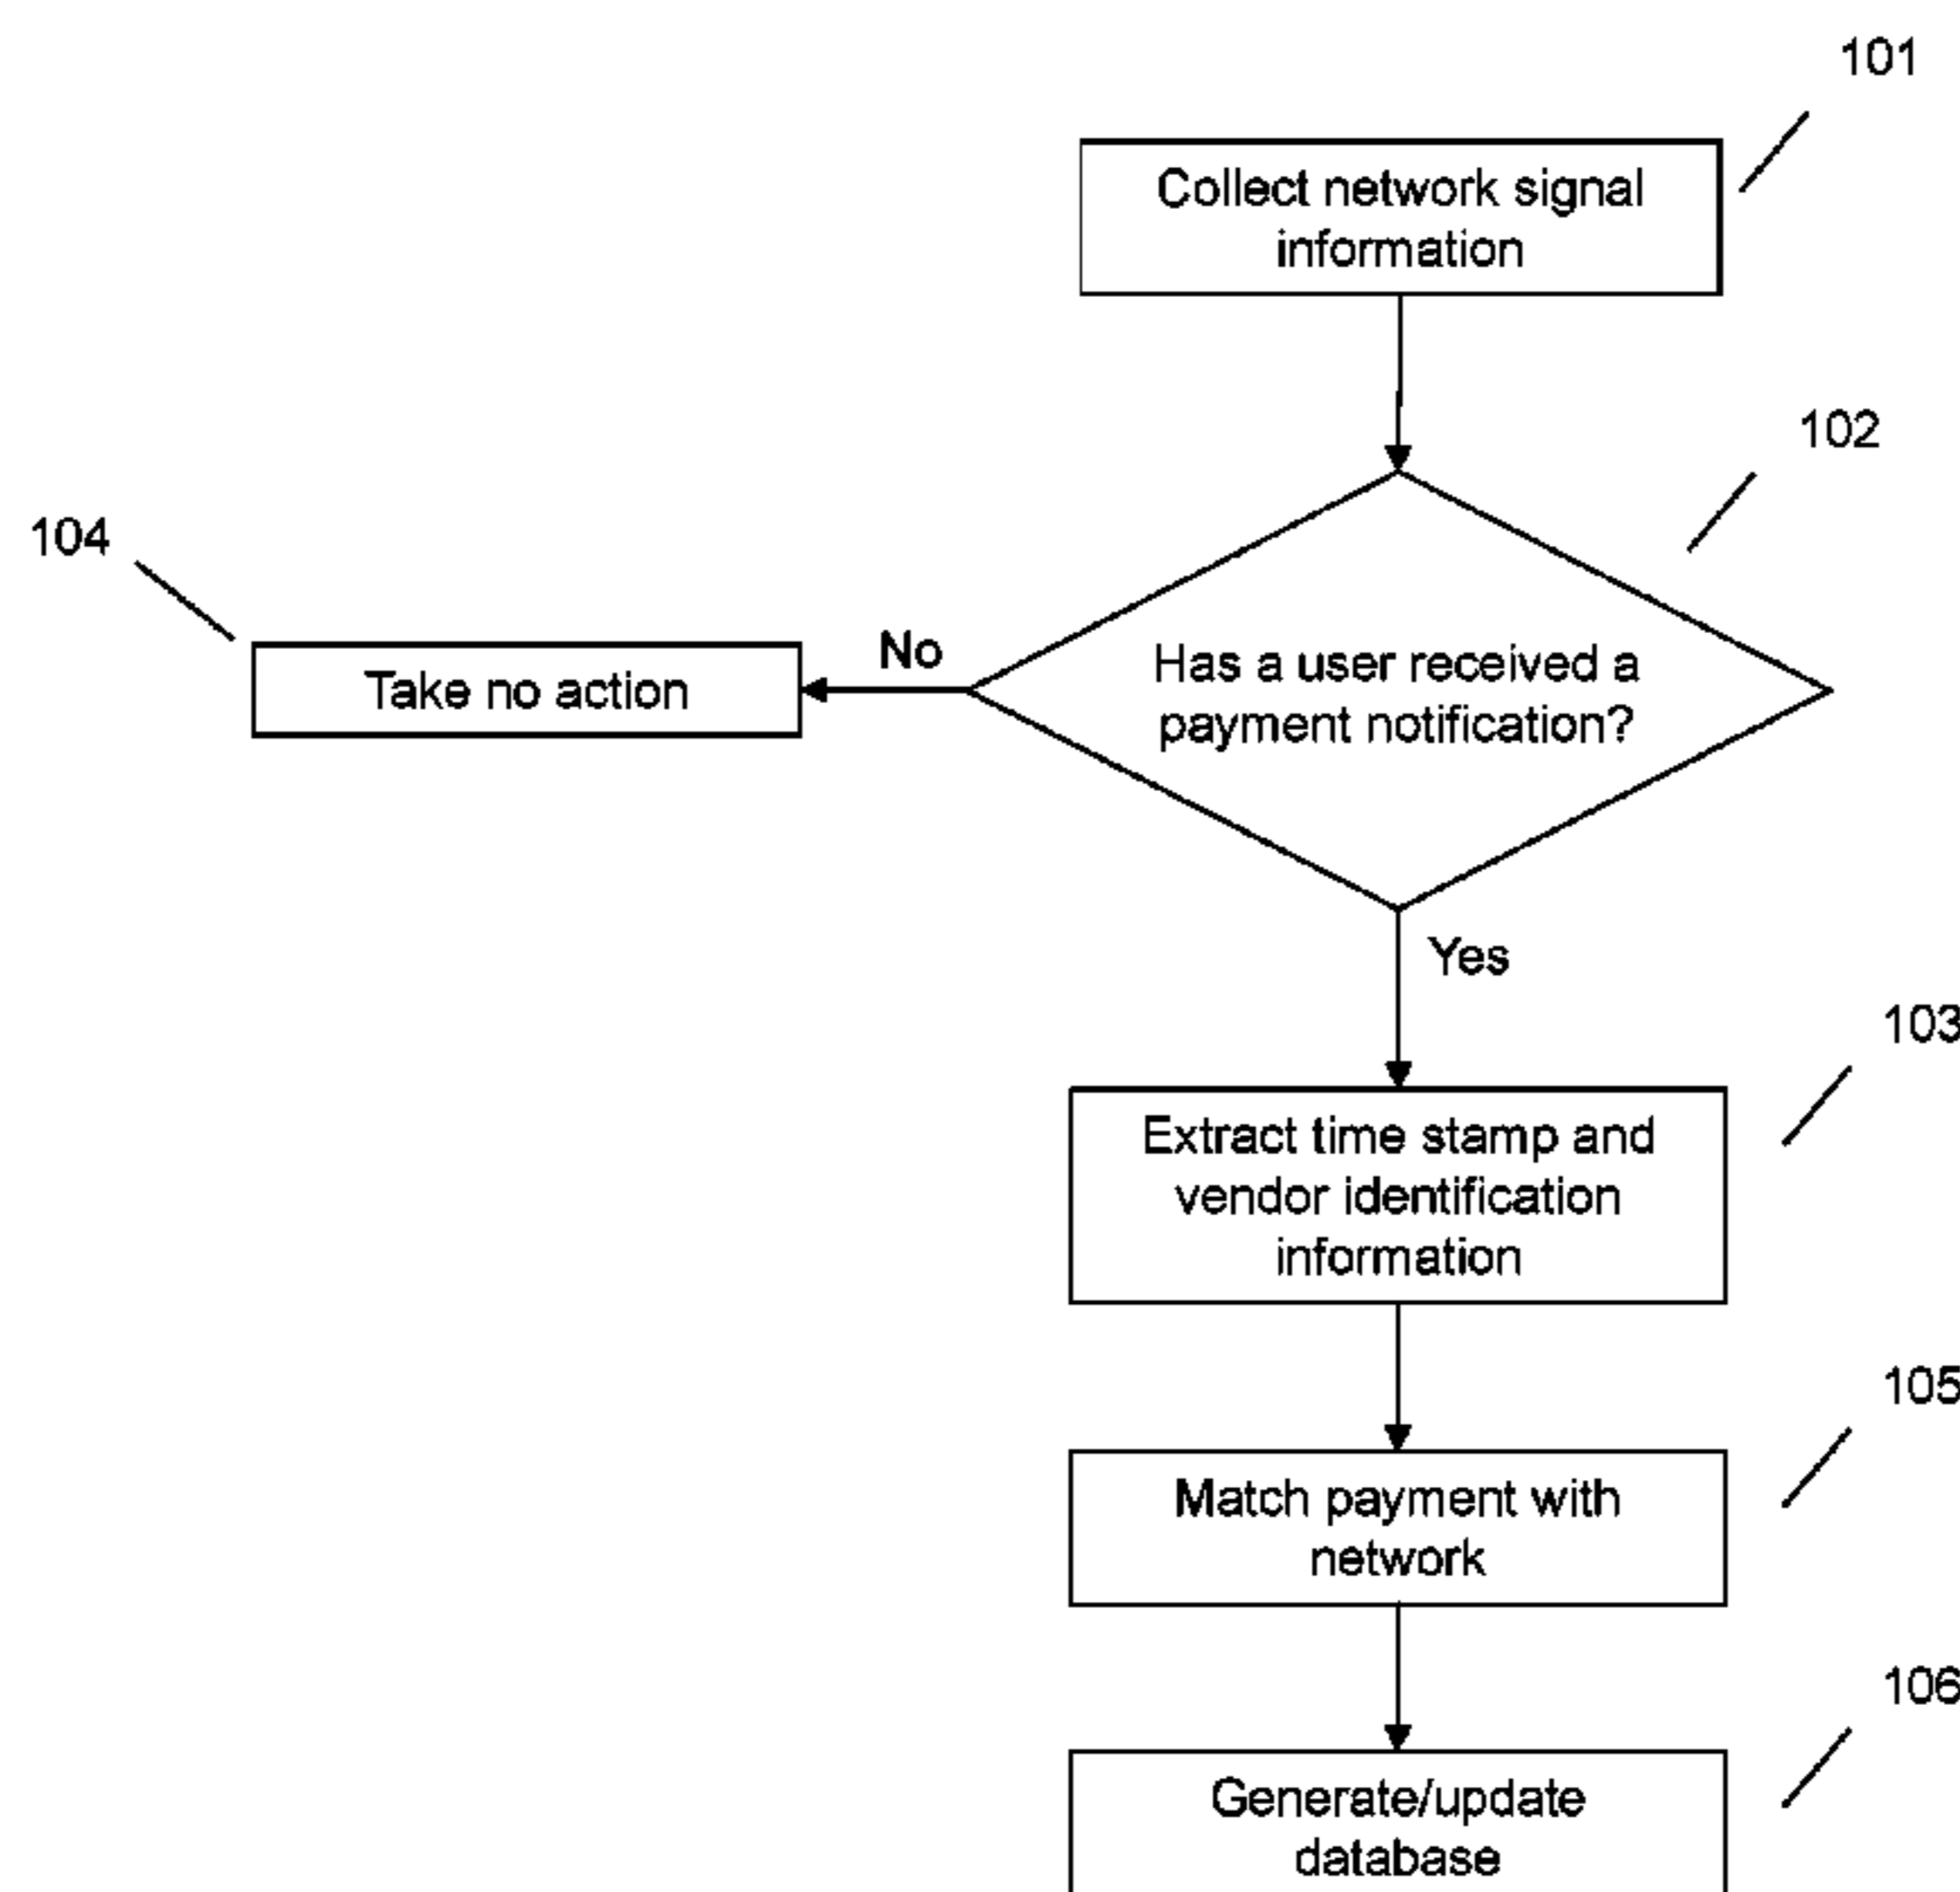 101
Collect network signal
information
102
104
No
Take no action
Has a user received a
payment notification?
Yes
103
Extract time stamp and
vendor identification
information
105
Match payment with
network
106
Generate/update
database